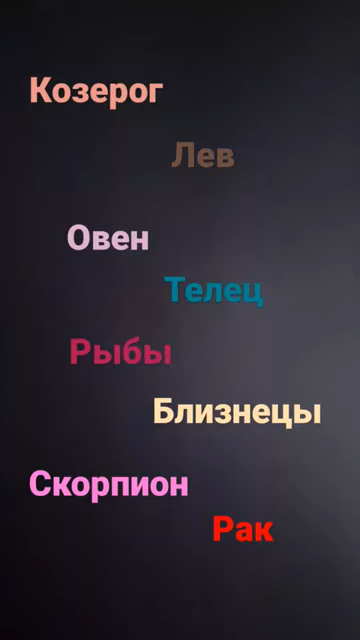 Козерог
Лев
Овен
Телец
Рыбы
Близнецы
Скорпион
Рак